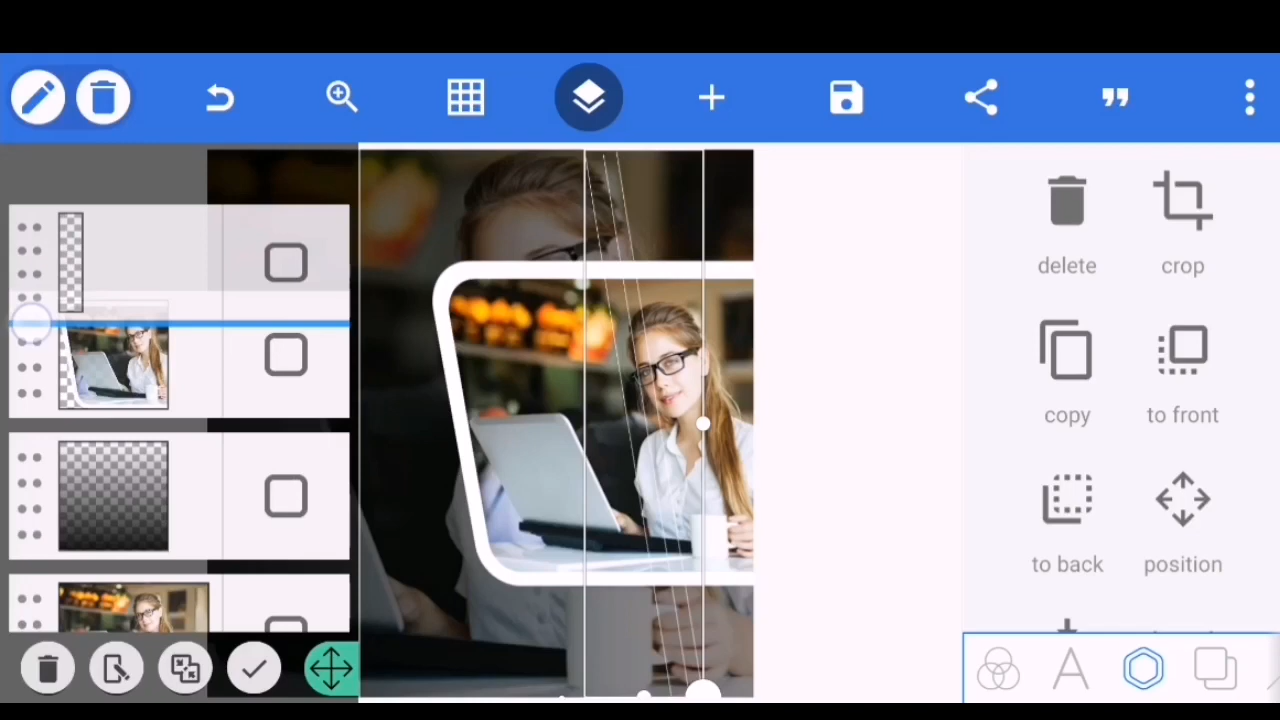 delete
crop
copy
to front
to back
position